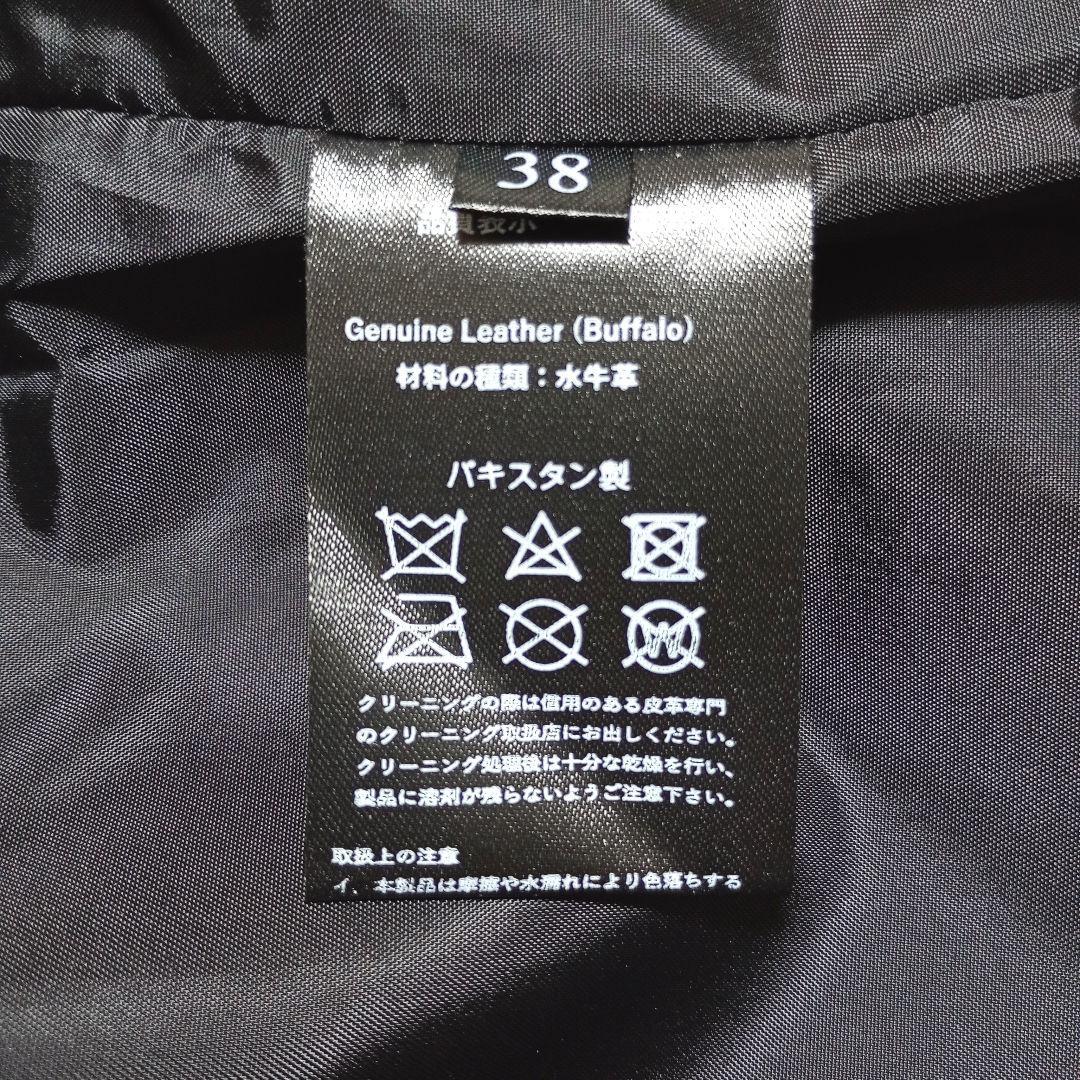 38
品質表示
Genuine Leather (Buffalo)
材料の種類：水牛革
パキスタン製
W
クリーニングの際は信用のある皮革専門
のクリーニング取扱店にお出しください。
クリーニング処理後は十分な乾燥を行い、
製品に溶剤が残らないようご注意下さい。
取扱上の注意
イ、本製品は摩擦や水濡れにより色落ちする